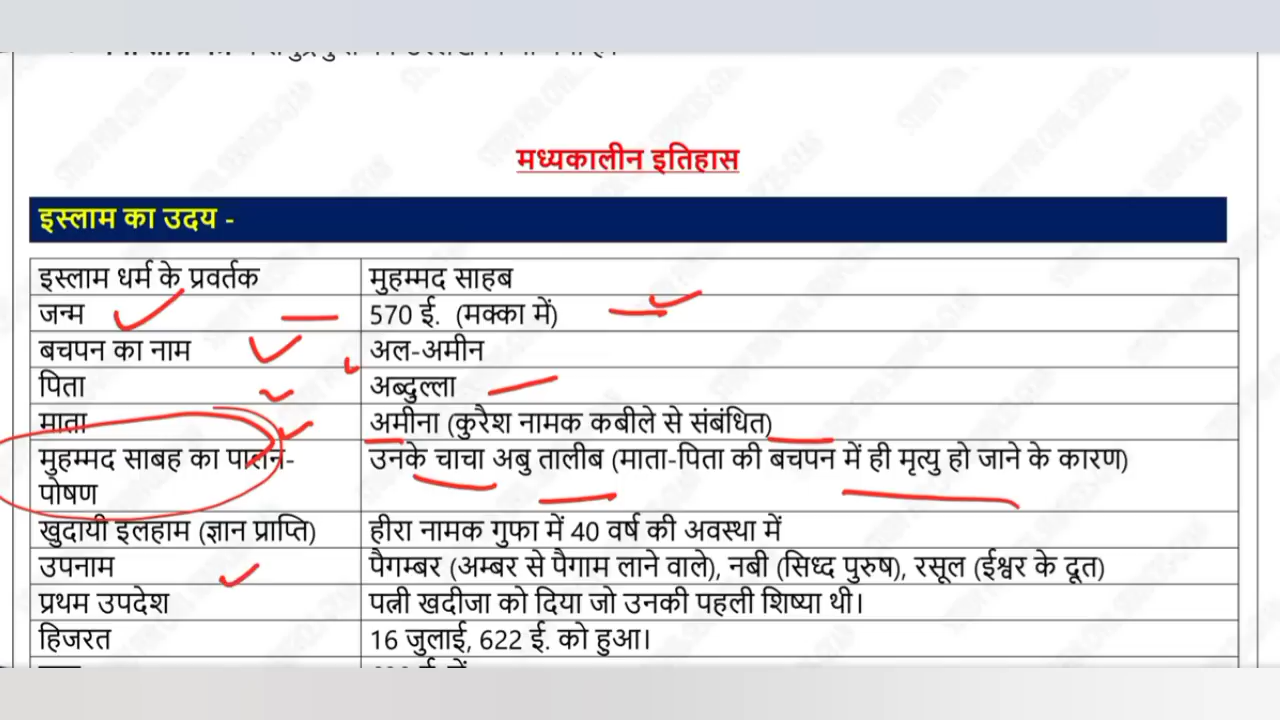 मध्यकालीन इतिहास
इस्लाम का उदय -
इस्लाम धर्म के प्रवर्तक मुहम्मद साहब
जन्म 570 ई. (मक्का में)
बचपन का नाम अल-अमीन
पिता अब्दुल्ला
माता अमीना (कुरैश नामक कबीले से संबंधित)
मुहम्मद साबह का पालन- उनके चाचा अबु तालीब (माता-पिता की बचपन में ही मृत्यु हो जाने के कारण)
पोषण
खुदायी इलहाम (ज्ञान प्राप्ति) हीरा नामक गुफा में 40 वर्ष की अवस्था में
उपनाम पैगम्बर (अम्बर से पैगाम लाने वाले), नबी (सिध्द पुरुष), रसूल (ईश्वर के दूत)
प्रथम उपदेश पत्नी खदीजा को दिया जो उनकी पहली शिष्या थी।
हिजरत 16 जुलाई, 622 ई. को हुआ।